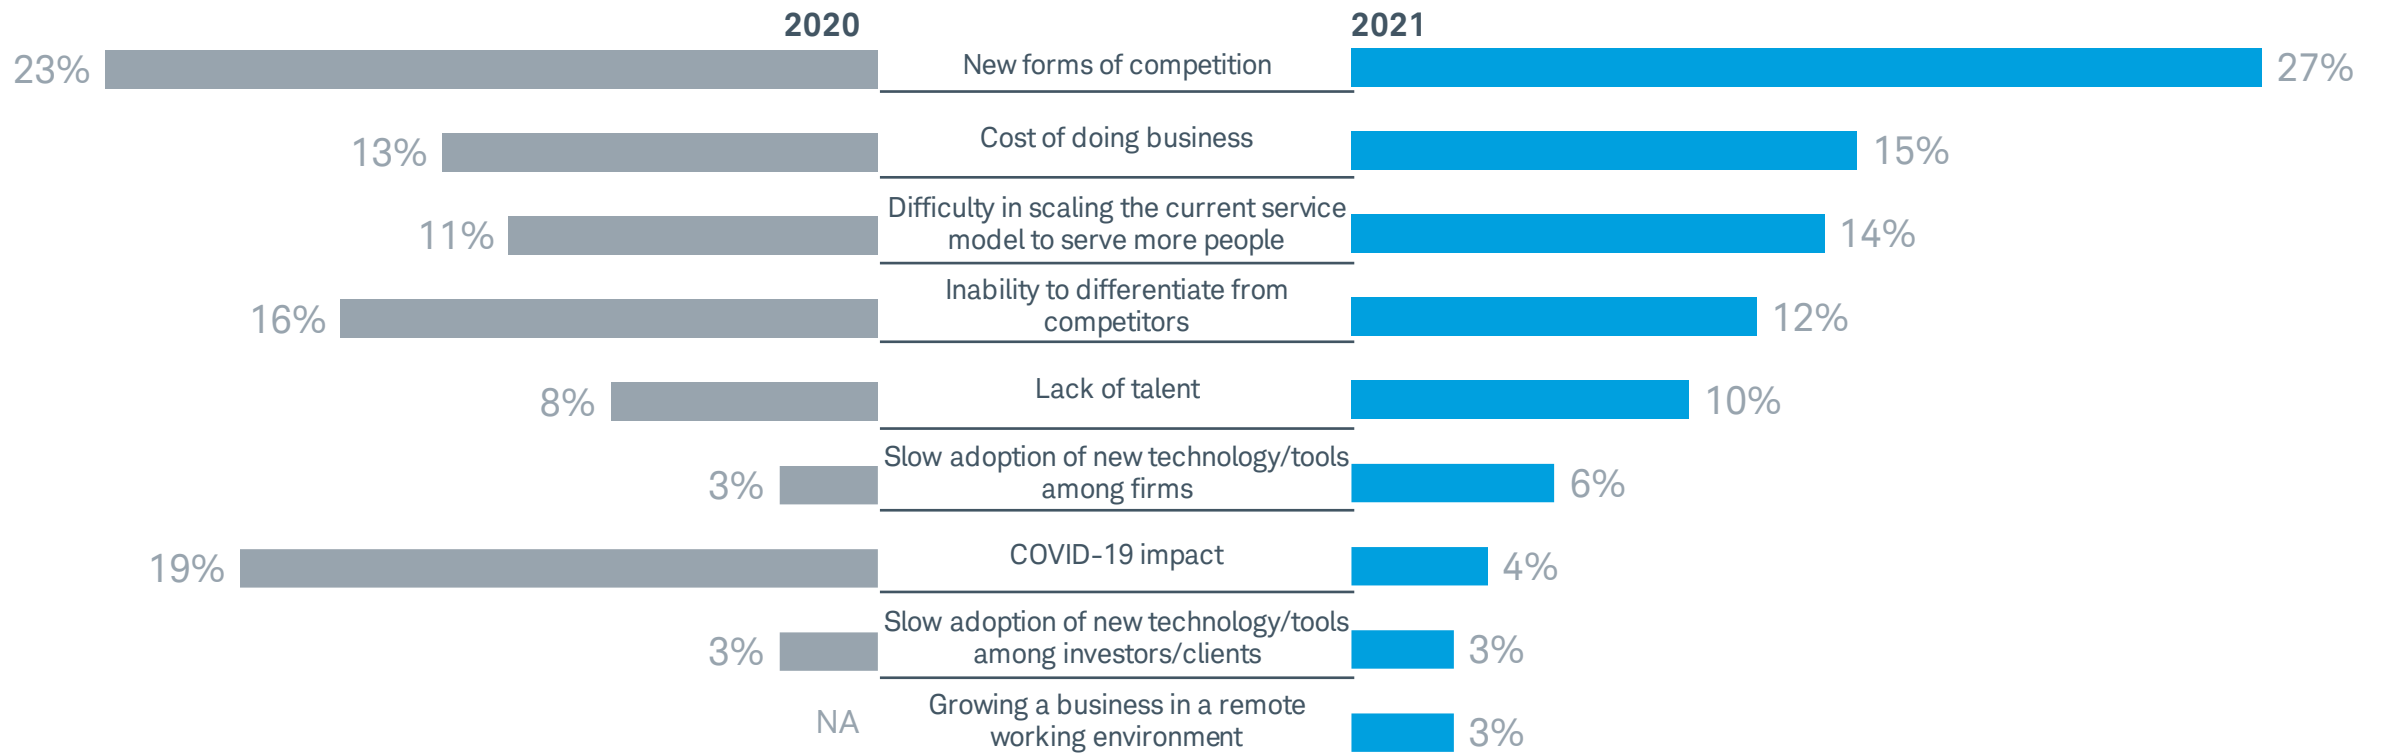 2020 2021
23% New forms of competition 27%
13% Cost of doing business 15%
Difficulty in scaling the current service
11% model to serve more people 14%
Inability to differentiate from
16% competitors 12%
8% Lack of talent 10%
Slow adoption of new technology/tools
3% among firms 6%
19% COVID-19 impact 4%
Slow adoption of new technology/tools
3% among investors/clients 3%
Growing a business in a remote
NA working environment 3%